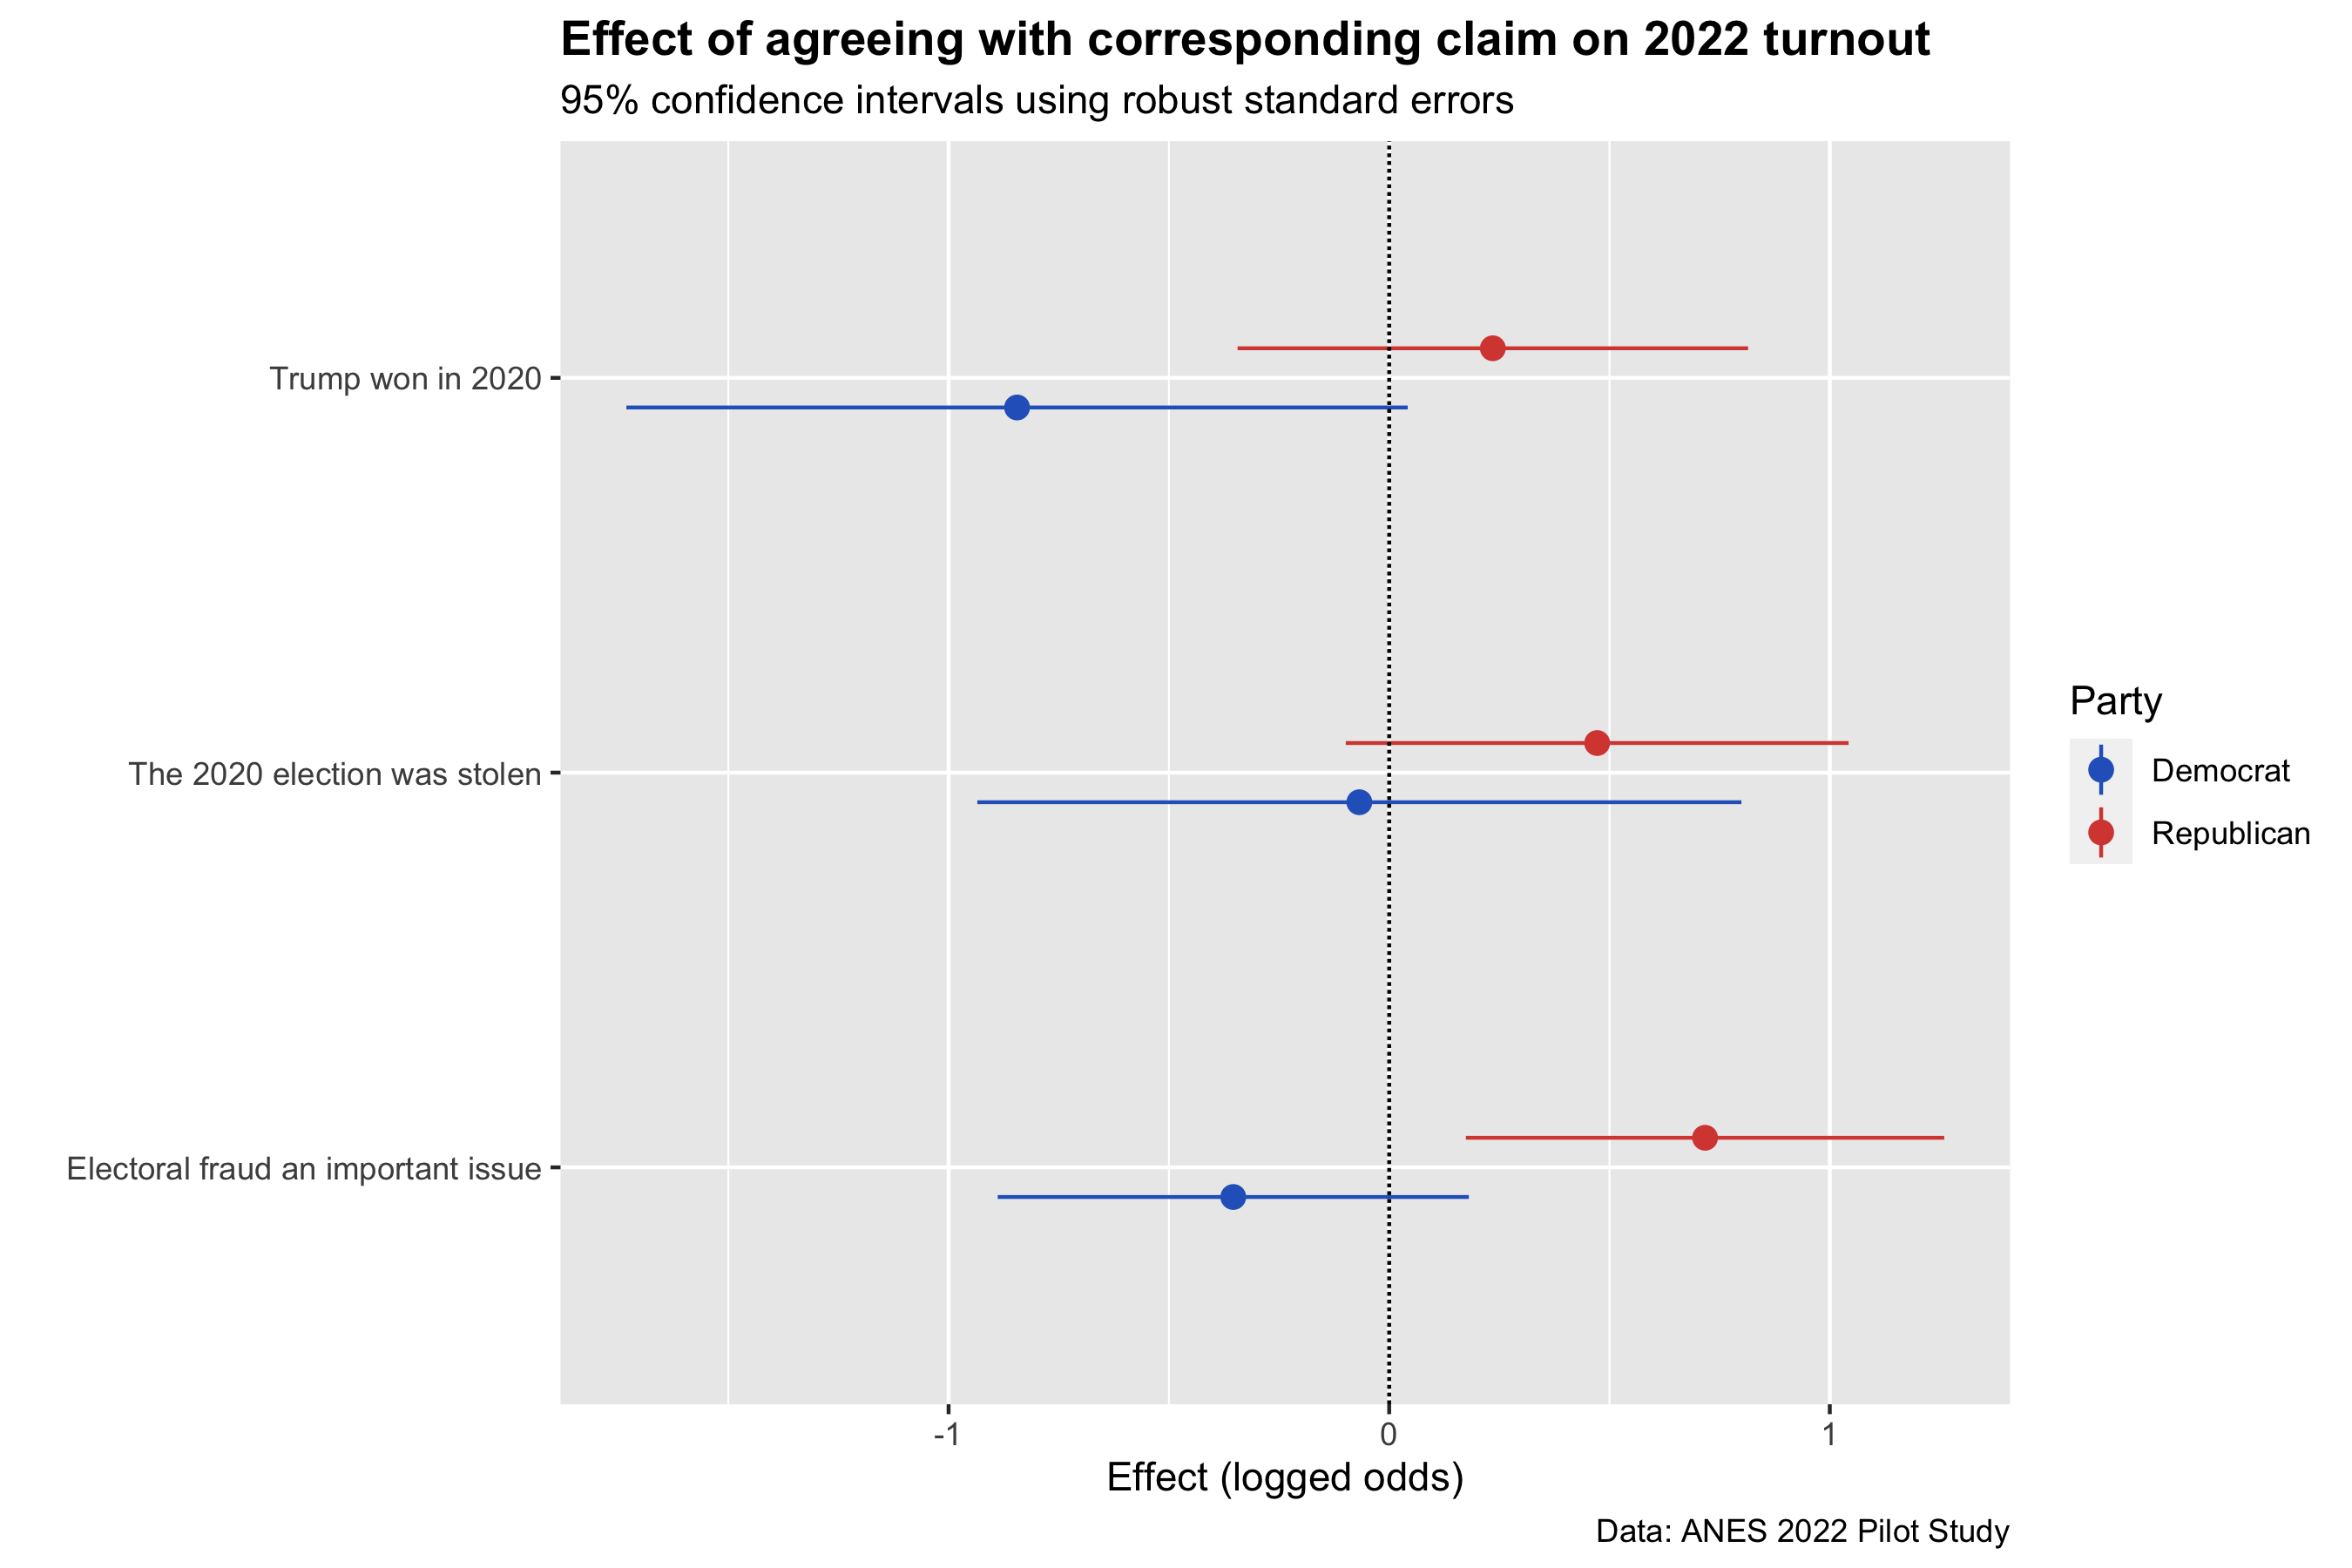 Effect of agreeing with corresponding claim on 2022 turnout
95% confidence intervals using robust standard errors
Trump won in 2020
The 2020 election was stolen
Electoral fraud an important issue
-1
0
1
Effect (logged odds)
Party
Democrat
Republican
Data: ANES 2022 Pilot Study